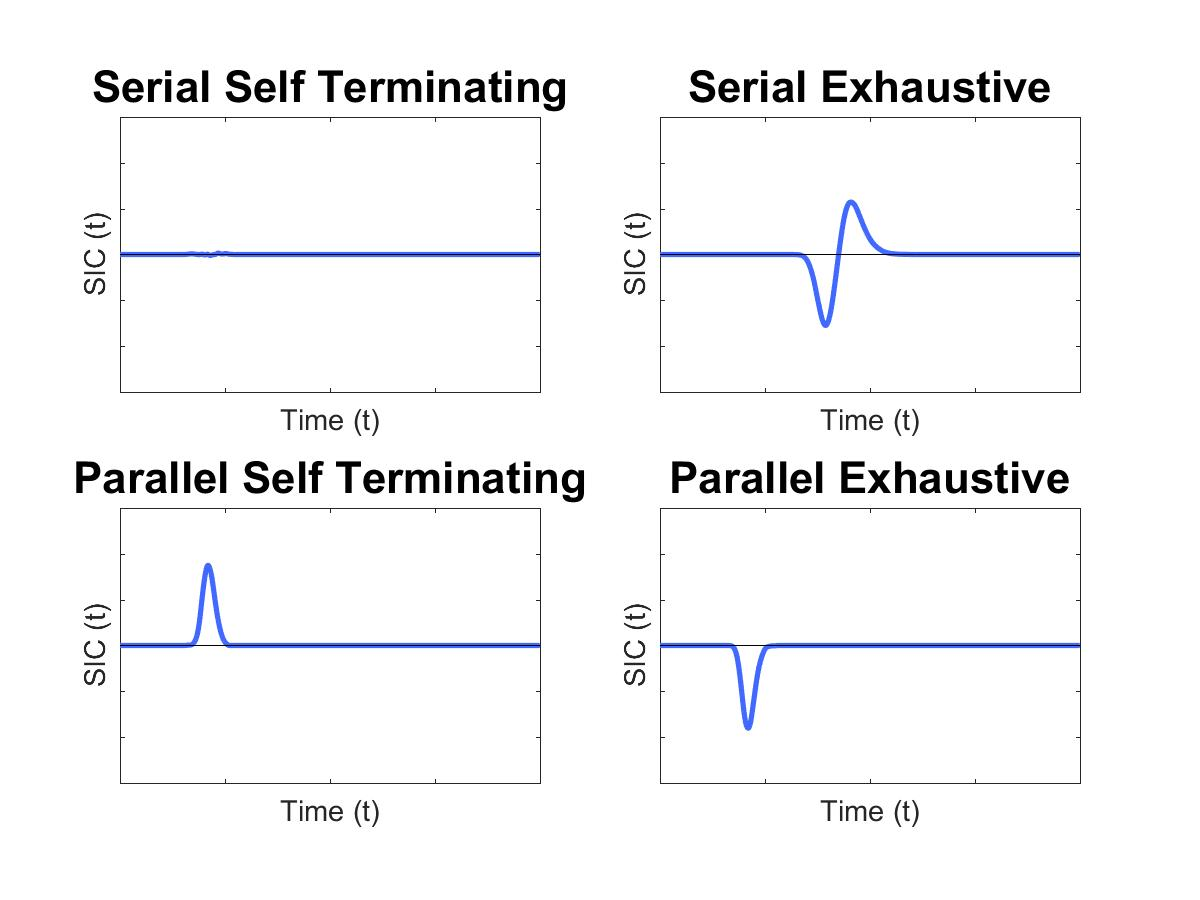 Serial Self Terminating
SIC (t)
Time (t)
Serial Exhaustive
SIC (t)
Time (t)
Parallel Self Terminating
SIC (t)
Time (t)
Parallel Exhaustive
SIC (t)
Time (t)